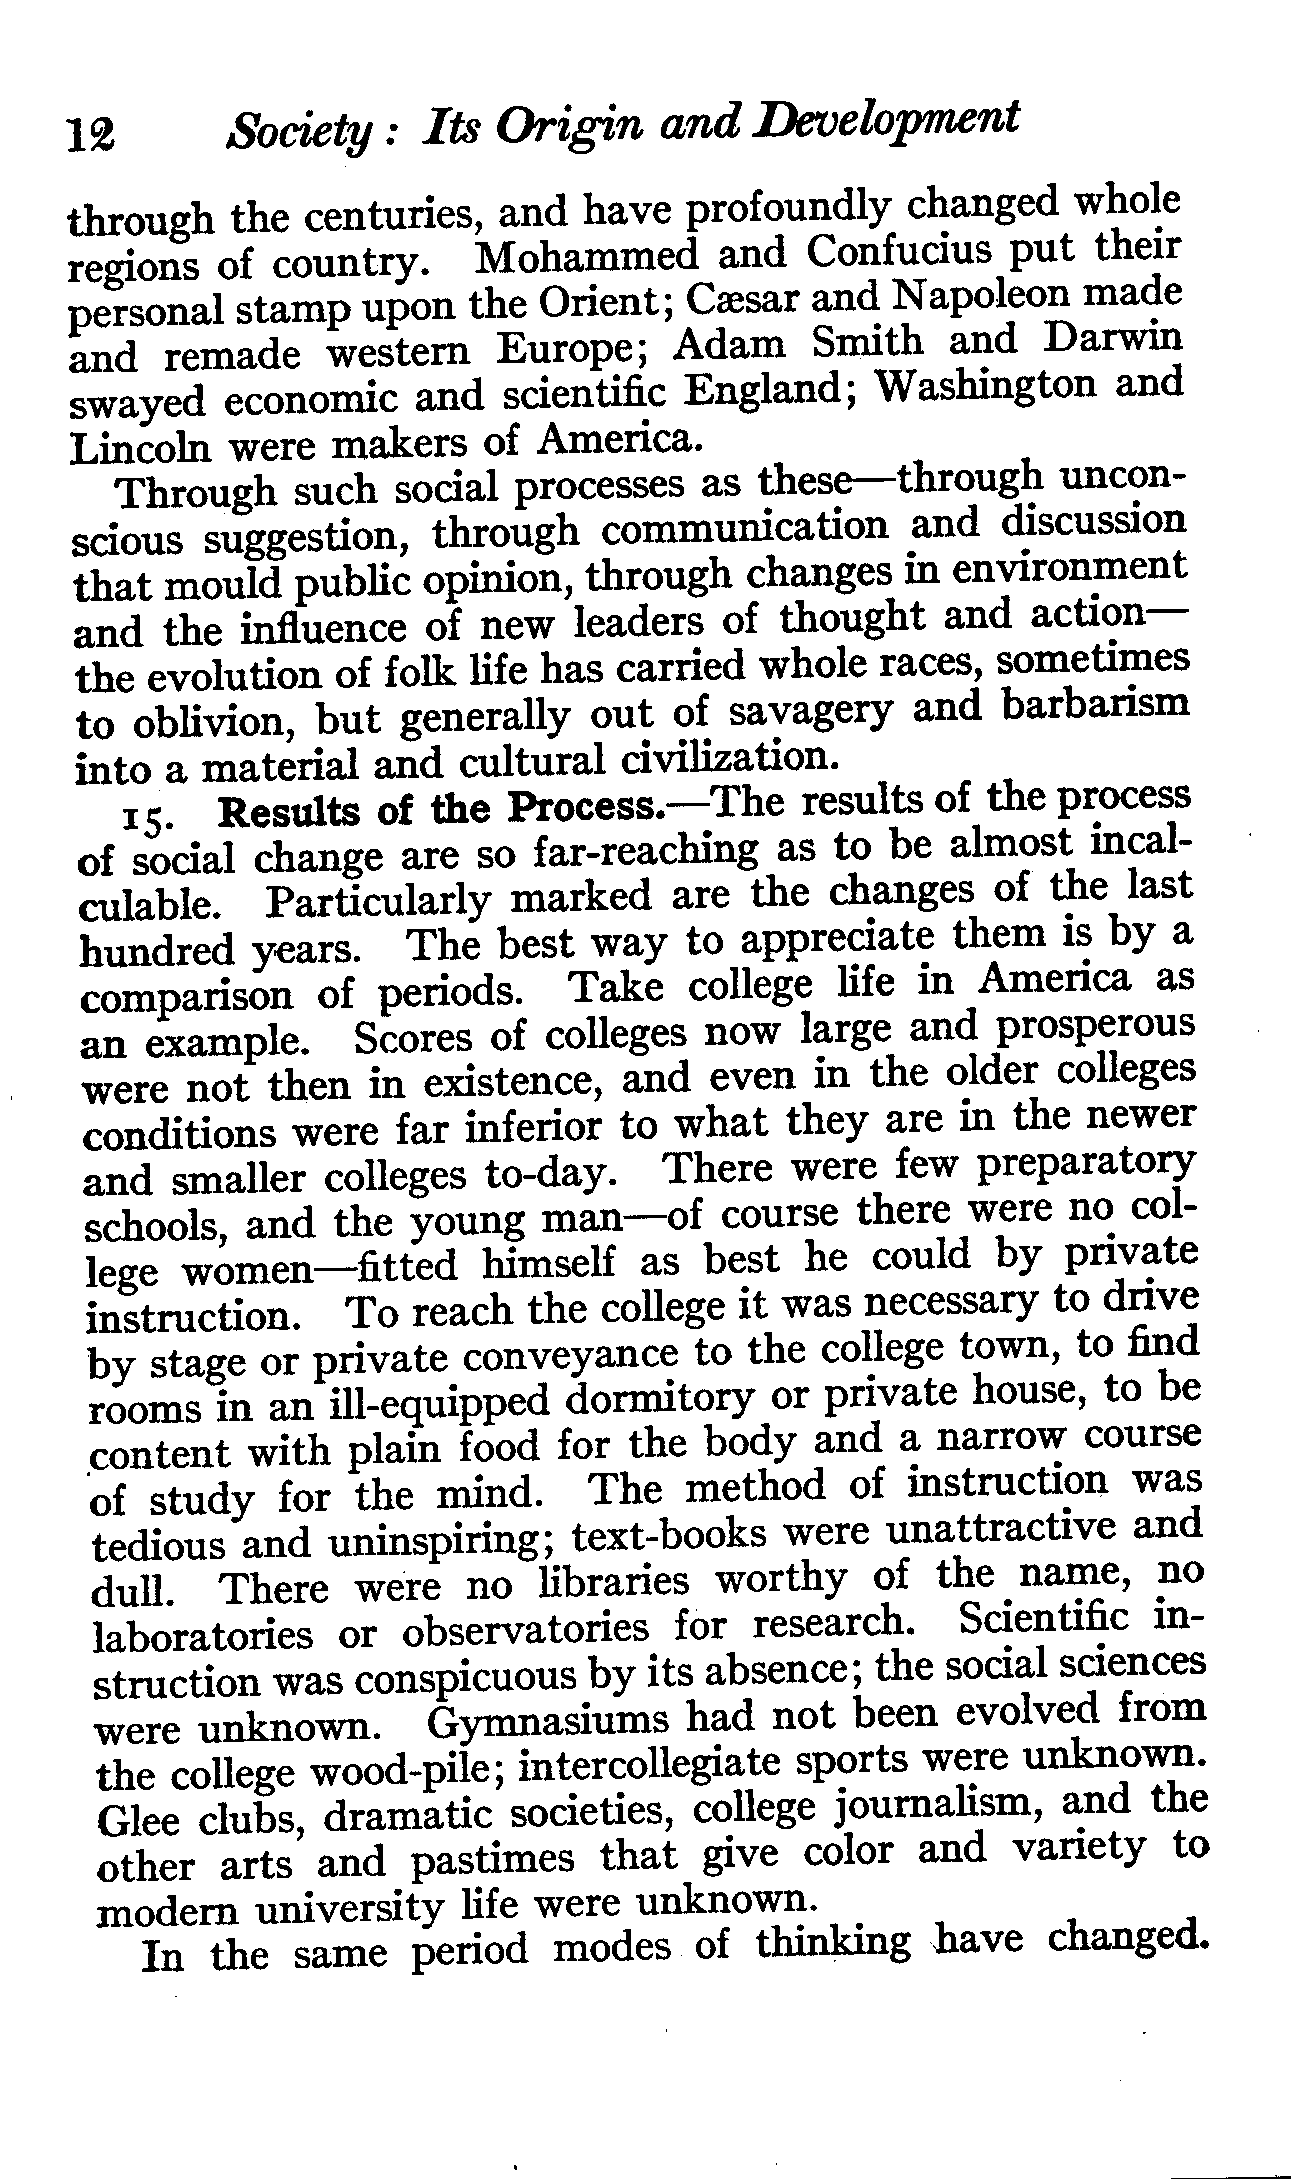 12 Society: Its Origin and Development
through the centuries, and have profoundly changed whole
regions of country. Mohammed and Confucius put their
personal stamp upon the Orient; Cæsar and Napoleon made
and remade western Europe; Adam Smith and Darwin
swayed economic and scientific England; Washington and
Lincoln were makers of America.
Through such social processes as these—through uncon-
scious suggestion, through communication and discussion
that mould public opinion, through changes in environment
and the influence of new leaders of thought and action—
the evolution of folk life has carried whole races, sometimes
to oblivion, but generally out of savagery and barbarism
into a material and cultural civilization.
15. Results of the Process.—The results of the process
of social change are so far-reaching as to be almost incal-
culable. Particularly marked are the changes of the last
hundred years. The best way to appreciate them is by a
comparison of periods. Take college life in America as
an example. Scores of colleges now large and prosperous
were not then in existence, and even in the older colleges
conditions were far inferior to what they are in the newer
and smaller colleges to-day. There were few preparatory
schools, and the young man—of course there were no col-
lege women—fitted himself as best he could by private
instruction. To reach the college it was necessary to drive
by stage or private conveyance to the college town, to find
rooms in an ill-equipped dormitory or private house, to be
content with plain food for the body and a narrow course
of study for the mind. The method of instruction was
tedious and uninspiring; text-books were unattractive and
dull. There were no libraries worthy of the name, no
laboratories or observatories for research. Scientific in-
struction was conspicuous by its absence; the social sciences
were unknown. Gymnasiums had not been evolved from
the college wood-pile; intercollegiate sports were unknown.
Glee clubs, dramatic societies, college journalism, and the
other arts and pastimes that give color and variety to
modern university life were unknown.
In the same period modes of thinking have changed.